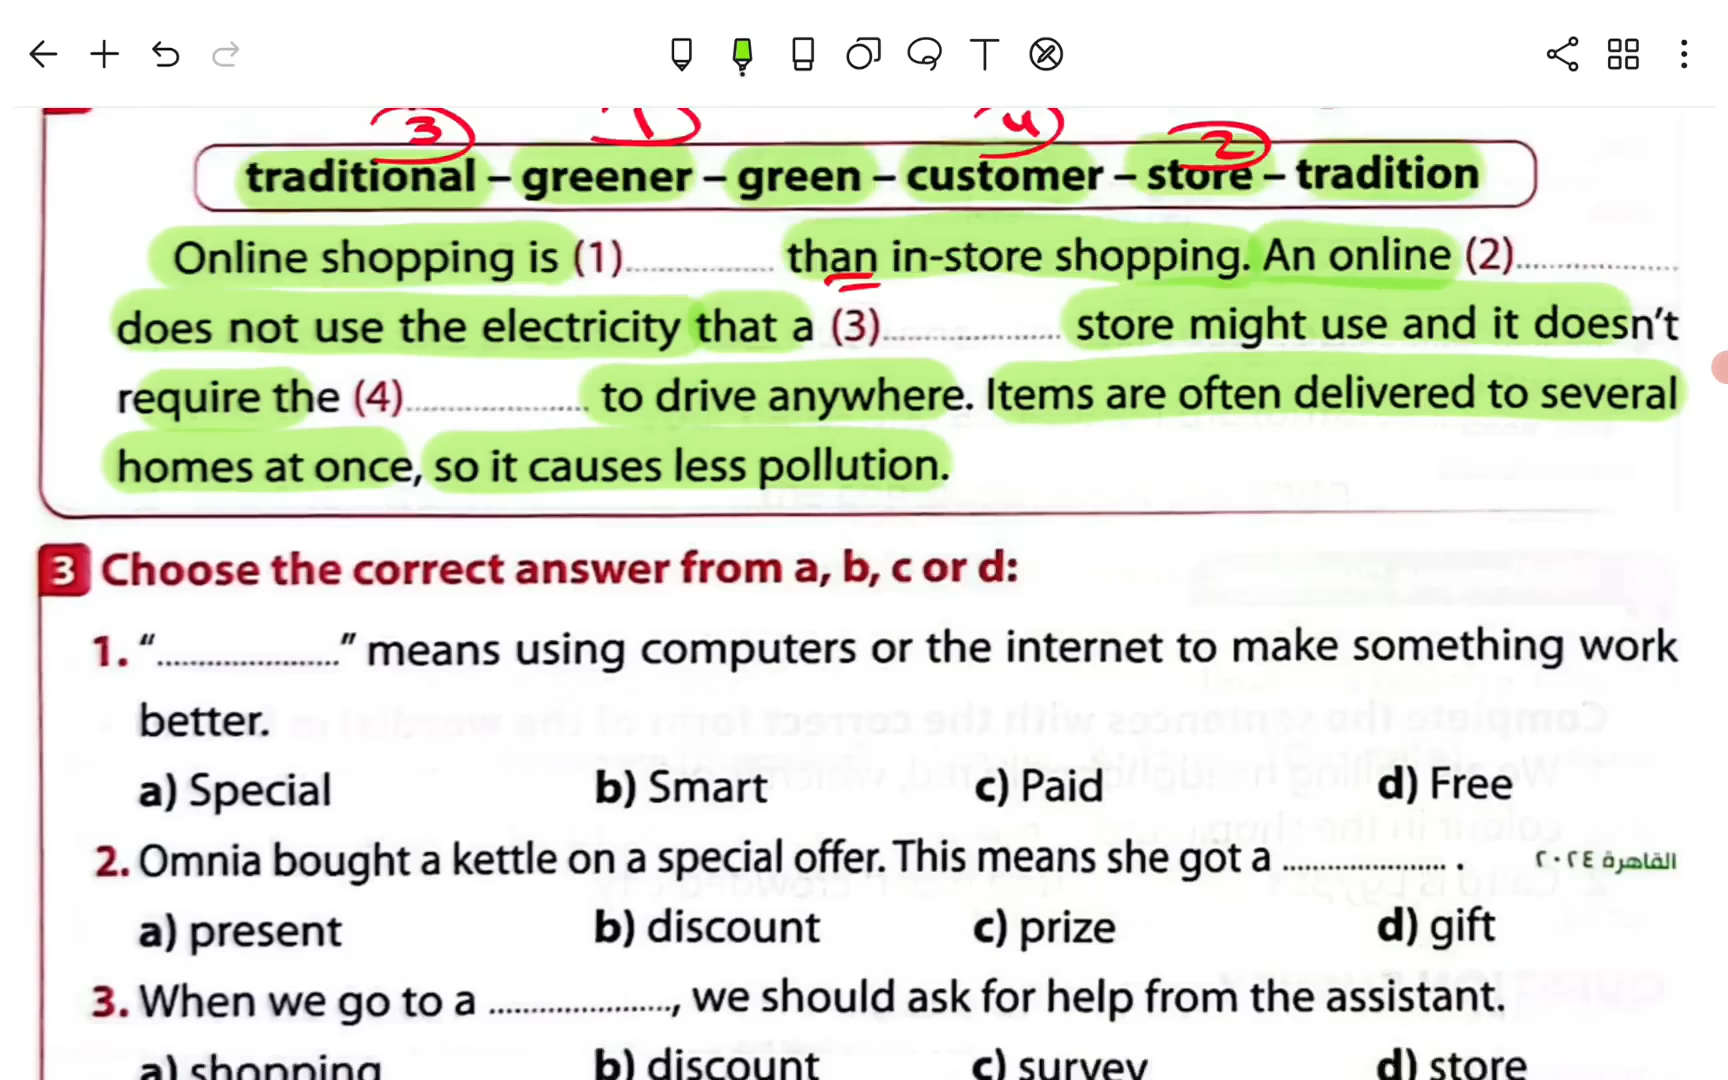 3 1 4 2
traditional – greener – green – customer – store – tradition
Online shopping is (1)............... than in-store shopping. An online (2)................
does not use the electricity that a (3).................. store might use and it doesn't
require the (4)................... to drive anywhere. Items are often delivered to several
homes at once, so it causes less pollution.
3 Choose the correct answer from a, b, c or d:
1. “......................” means using computers or the internet to make something work
better.
a) Special b) Smart c) Paid d) Free
2. Omnia bought a kettle on a special offer. This means she got a .................... . القاهرة ٢٠٢٤
a) present b) discount c) prize d) gift
3. When we go to a ......................, we should ask for help from the assistant.
a) shopping b) discount c) survey d) store